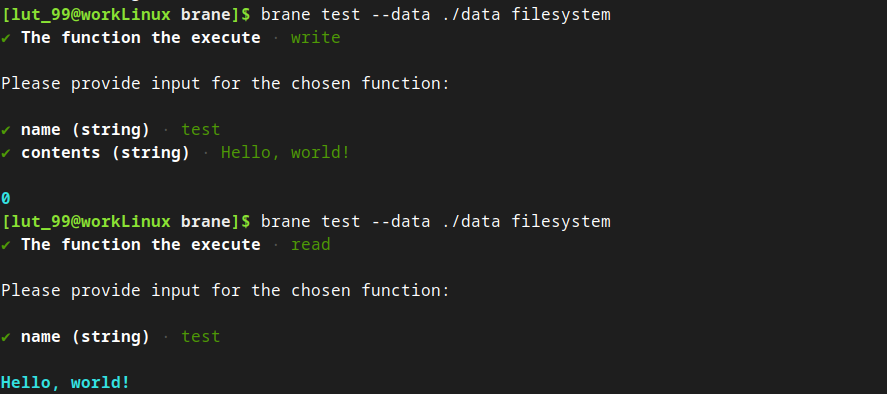 [lut_99@workLinux brane]$ brane test --data ./data filesystem
✔ The function the execute · write
Please provide input for the chosen function:
✔ name (string) · test
✔ contents (string) · Hello, world!
0
[lut_99@workLinux brane]$ brane test --data ./data filesystem
✔ The function the execute · read
Please provide input for the chosen function:
✔ name (string) · test
Hello, world!